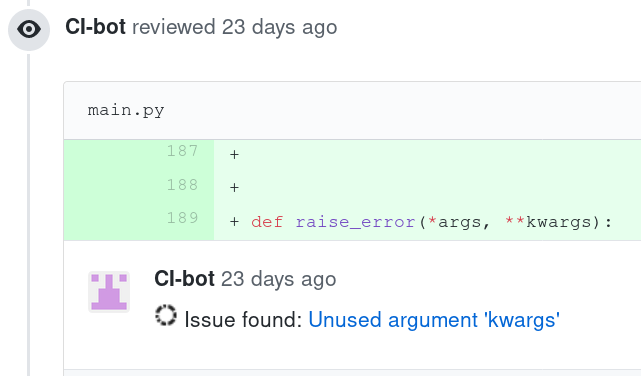 CI-bot reviewed 23 days ago
main.py
187 +
188 +
189 + def raise_error(*args, **kwargs):
CI-bot 23 days ago
Issue found: Unused argument 'kwargs'